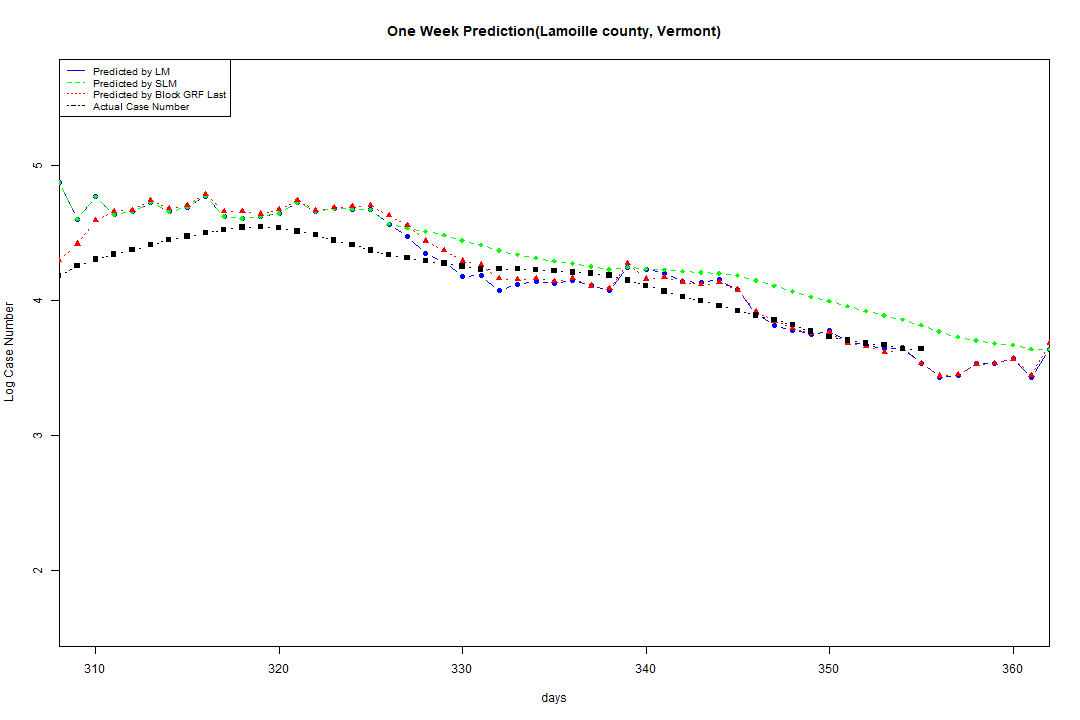 One Week Prediction(Lamoille county, Vermont)
Predicted by LM
Predicted by SLM
Predicted by Block GRF Last
Actual Case Number
5
4
3
2
Log Case Number
310 320 330 340 350 360
days